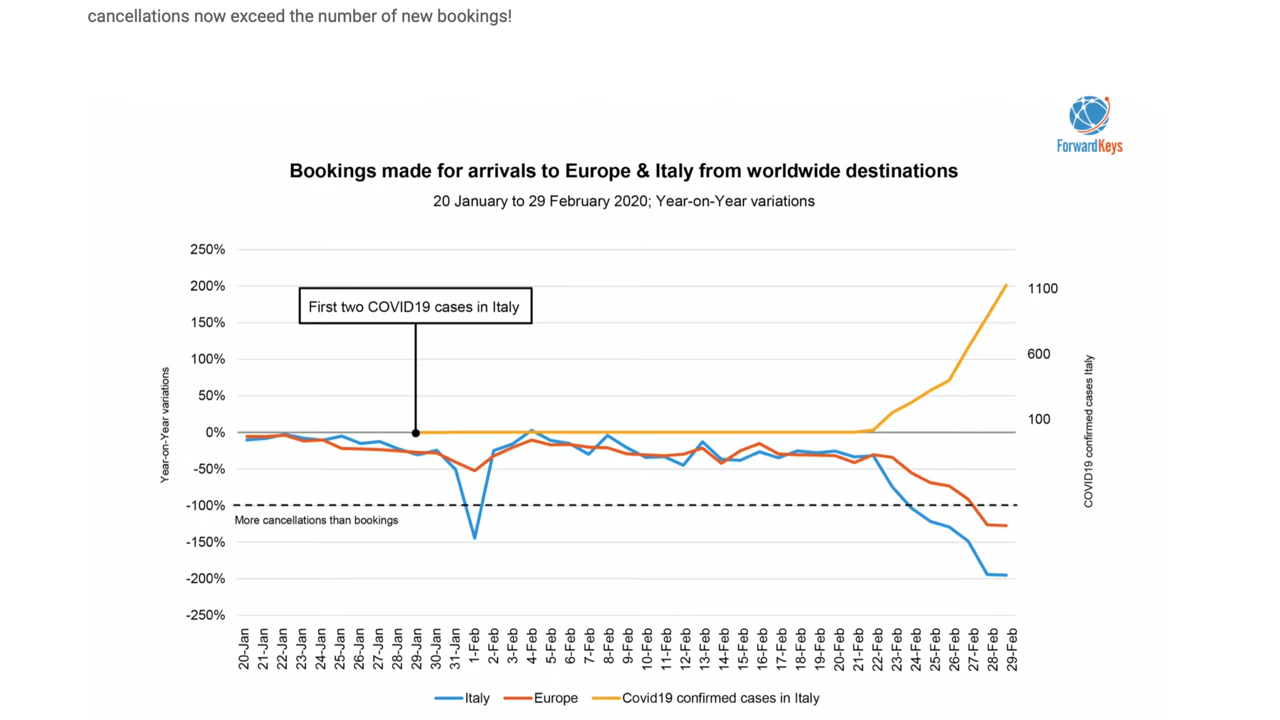 cancellations now exceed the number of new bookings!
ForwardKeys
Bookings made for arrivals to Europe & Italy from worldwide destinations
20 January to 29 February 2020; Year-on-Year variations
250%
200%
150%
100%
50%
0%
-50%
-100%
-150%
-200%
-250%
Year-on-Year variations
First two COVID19 cases in Italy
More cancellations than bookings
1100
600
100
COVID19 confirmed cases Italy
20-Jan
21-Jan
22-Jan
23-Jan
24-Jan
25-Jan
26-Jan
27-Jan
28-Jan
29-Jan
30-Jan
31-Jan
1-Feb
2-Feb
3-Feb
4-Feb
5-Feb
6-Feb
7-Feb
8-Feb
9-Feb
10-Feb
11-Feb
12-Feb
13-Feb
14-Feb
15-Feb
16-Feb
17-Feb
18-Feb
19-Feb
20-Feb
21-Feb
22-Feb
23-Feb
24-Feb
25-Feb
26-Feb
27-Feb
28-Feb
29-Feb
Italy
Europe
Covid19 confirmed cases in Italy